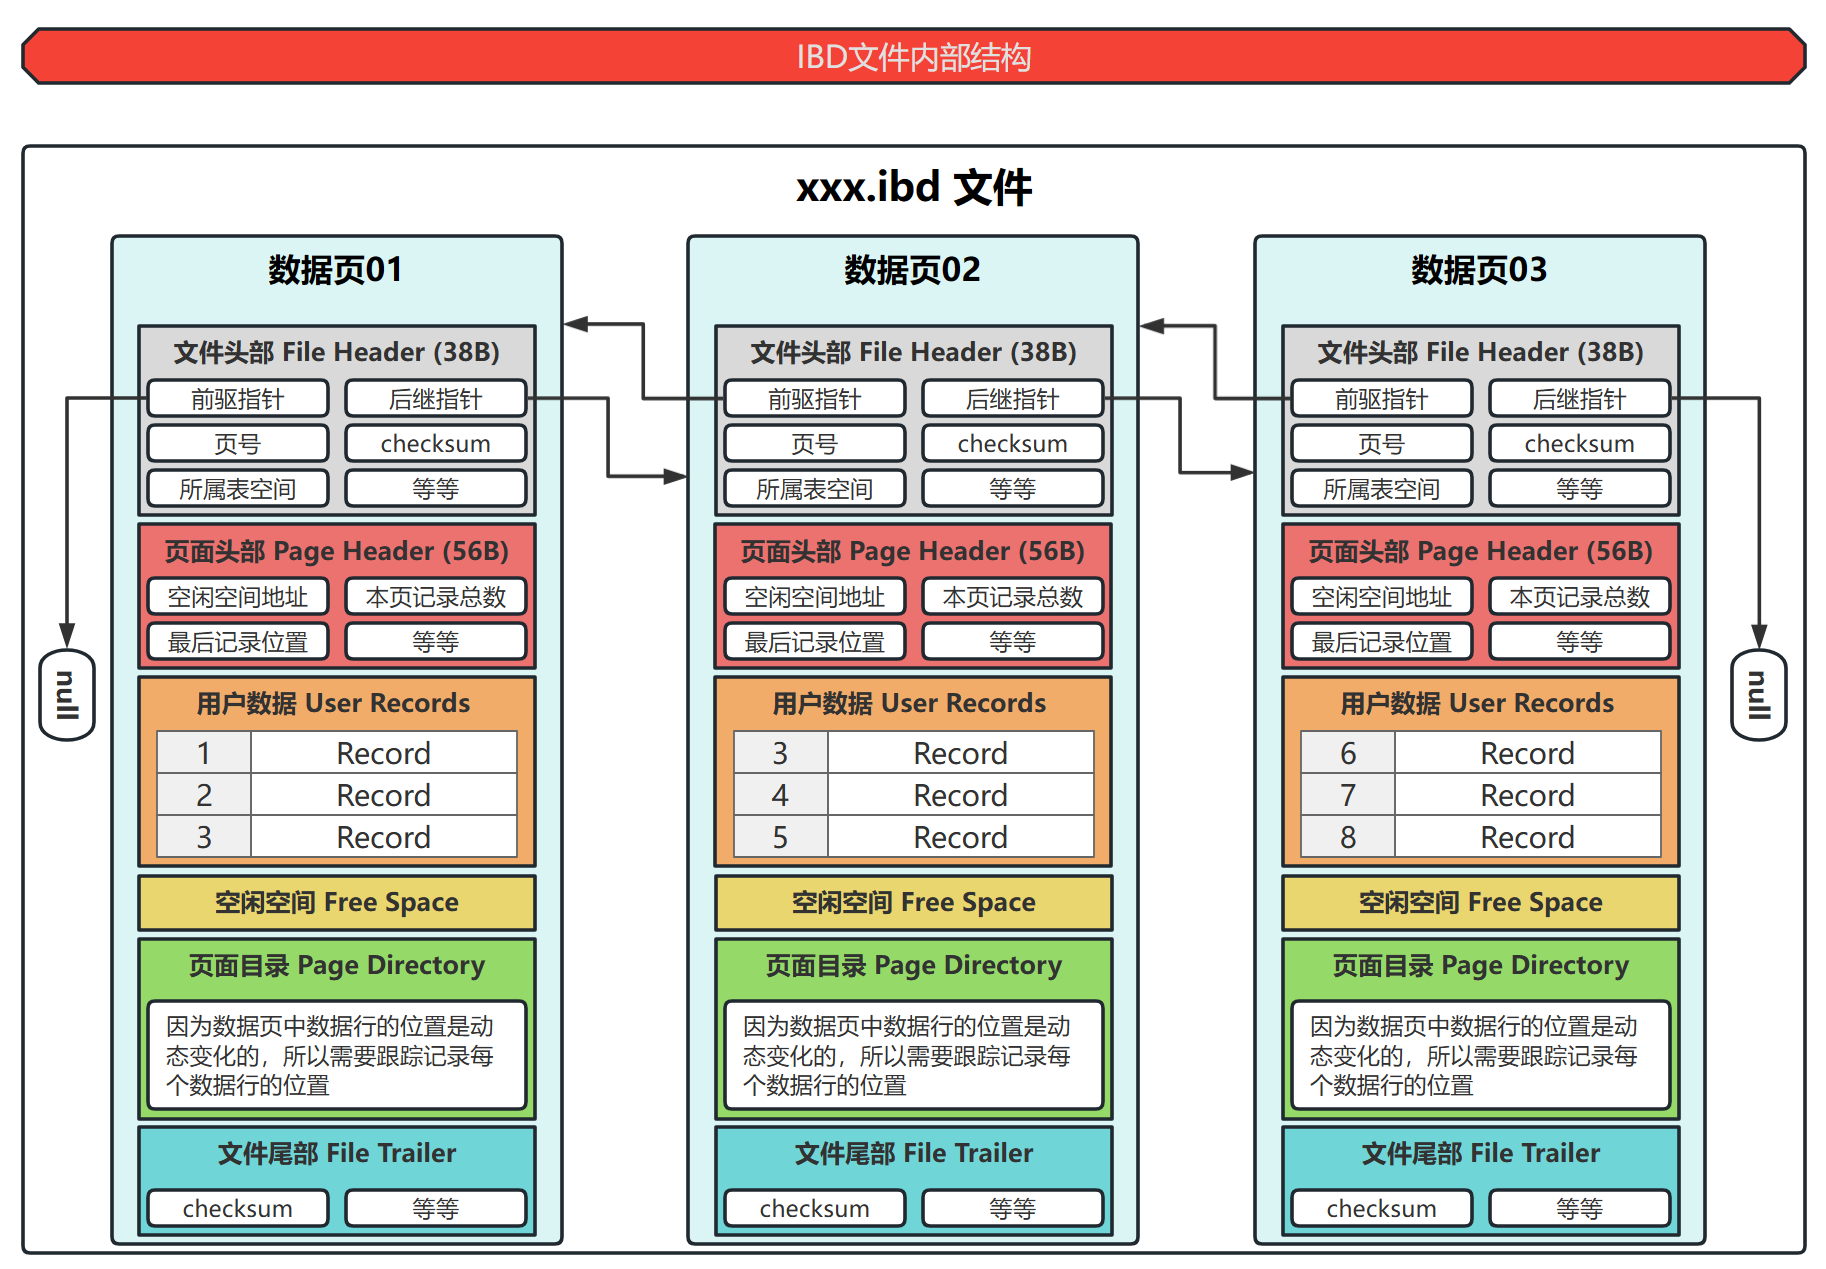 IBD文件内部结构
xxx.ibd 文件
数据页01
文件头部 File Header (38B)
前驱指针 后继指针
页号 checksum
所属表空间 等等
页面头部 Page Header (56B)
空闲空间地址 本页记录总数
最后记录位置 等等
用户数据 User Records
1 Record
2 Record
3 Record
空闲空间 Free Space
页面目录 Page Directory
因为数据页中数据行的位置是动
态变化的，所以需要跟踪记录每
个数据行的位置
文件尾部 File Trailer
checksum 等等
数据页02
文件头部 File Header (38B)
前驱指针 后继指针
页号 checksum
所属表空间 等等
页面头部 Page Header (56B)
空闲空间地址 本页记录总数
最后记录位置 等等
用户数据 User Records
3 Record
4 Record
5 Record
空闲空间 Free Space
页面目录 Page Directory
因为数据页中数据行的位置是动
态变化的，所以需要跟踪记录每
个数据行的位置
文件尾部 File Trailer
checksum 等等
数据页03
文件头部 File Header (38B)
前驱指针 后继指针
页号 checksum
所属表空间 等等
页面头部 Page Header (56B)
空闲空间地址 本页记录总数
最后记录位置 等等
用户数据 User Records
6 Record
7 Record
8 Record
空闲空间 Free Space
页面目录 Page Directory
因为数据页中数据行的位置是动
态变化的，所以需要跟踪记录每
个数据行的位置
文件尾部 File Trailer
checksum 等等
null
null